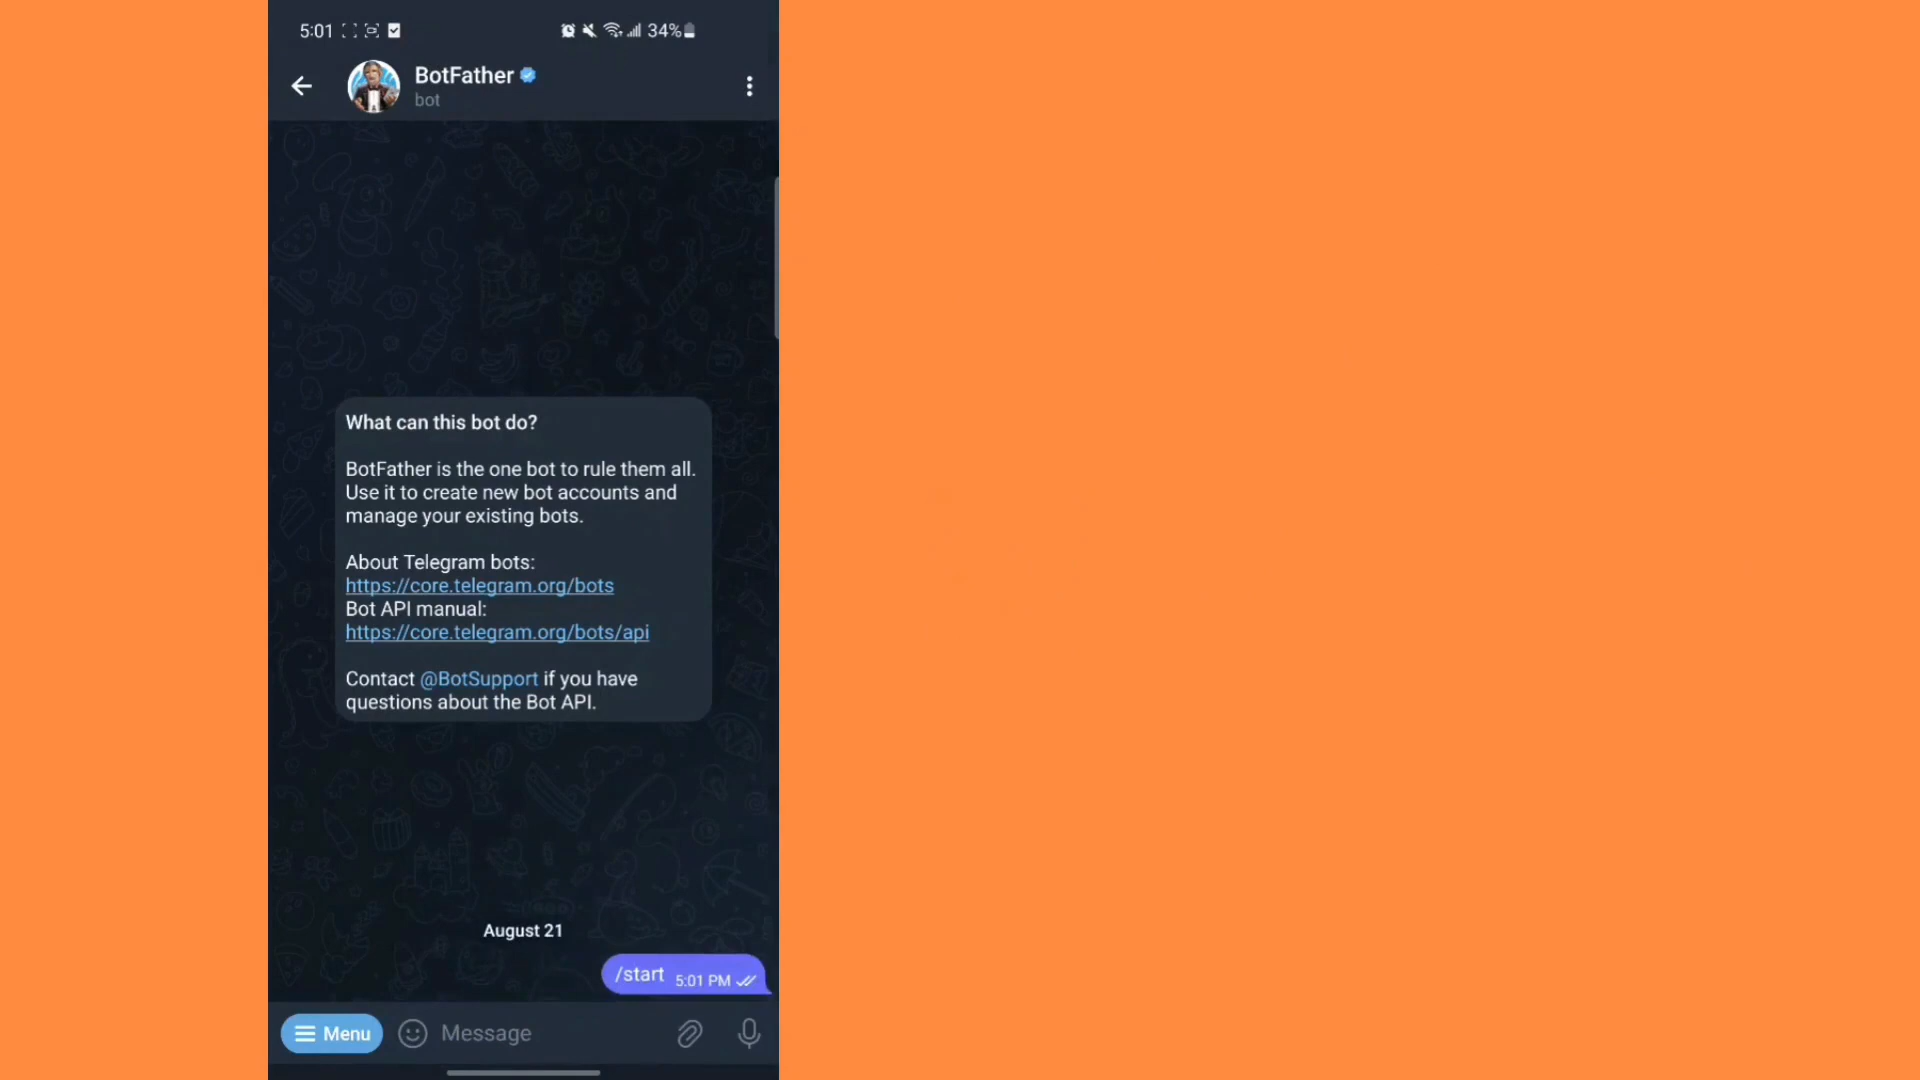 5:01
34%
BotFather
bot
What can this bot do?
BotFather is the one bot to rule them all.
Use it to create new bot accounts and
manage your existing bots.
About Telegram bots:
https://core.telegram.org/bots
Bot API manual:
https://core.telegram.org/bots/api
Contact @BotSupport if you have
questions about the Bot API.
August 21
/start 5:01 PM
Menu Message